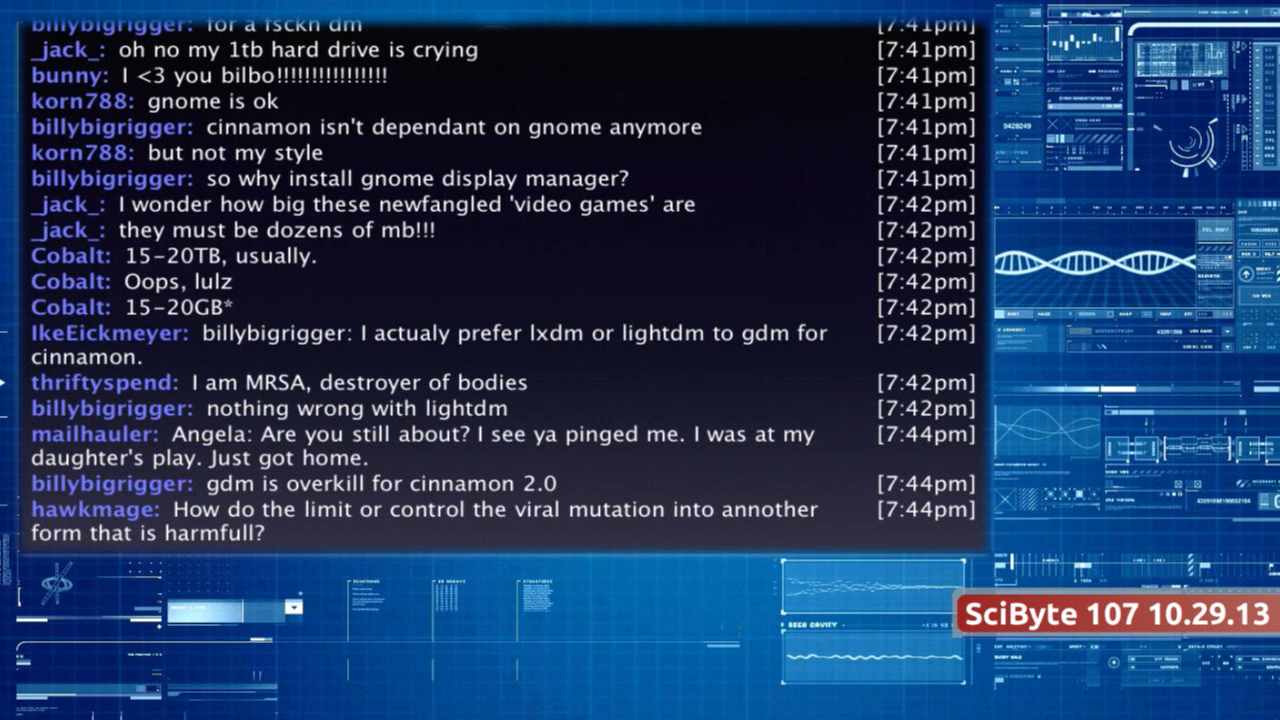 billybigrigger: for a fsckn dm [7:41pm]
_jack_: oh no my 1tb hard drive is crying [7:41pm]
bunny: I <3 you bilbo!!!!!!!!!!!!!!!! [7:41pm]
korn788: gnome is ok [7:41pm]
billybigrigger: cinnamon isn't dependant on gnome anymore [7:41pm]
korn788: but not my style [7:41pm]
billybigrigger: so why install gnome display manager? [7:41pm]
_jack_: I wonder how big these newfangled 'video games' are [7:42pm]
_jack_: they must be dozens of mb!!! [7:42pm]
Cobalt: 15-20TB, usually. [7:42pm]
Cobalt: Oops, lulz [7:42pm]
Cobalt: 15-20GB* [7:42pm]
IkeEickmeyer: billybigrigger: I actualy prefer lxdm or lightdm to gdm for [7:42pm]
cinnamon.
thriftyspend: I am MRSA, destroyer of bodies [7:42pm]
billybigrigger: nothing wrong with lightdm [7:42pm]
mailhauler: Angela: Are you still about? I see ya pinged me. I was at my [7:44pm]
daughter's play. Just got home.
billybigrigger: gdm is overkill for cinnamon 2.0 [7:44pm]
hawkmage: How do the limit or control the viral mutation into annother [7:44pm]
form that is harmfull?
9428249
SciByte 107 10.29.13